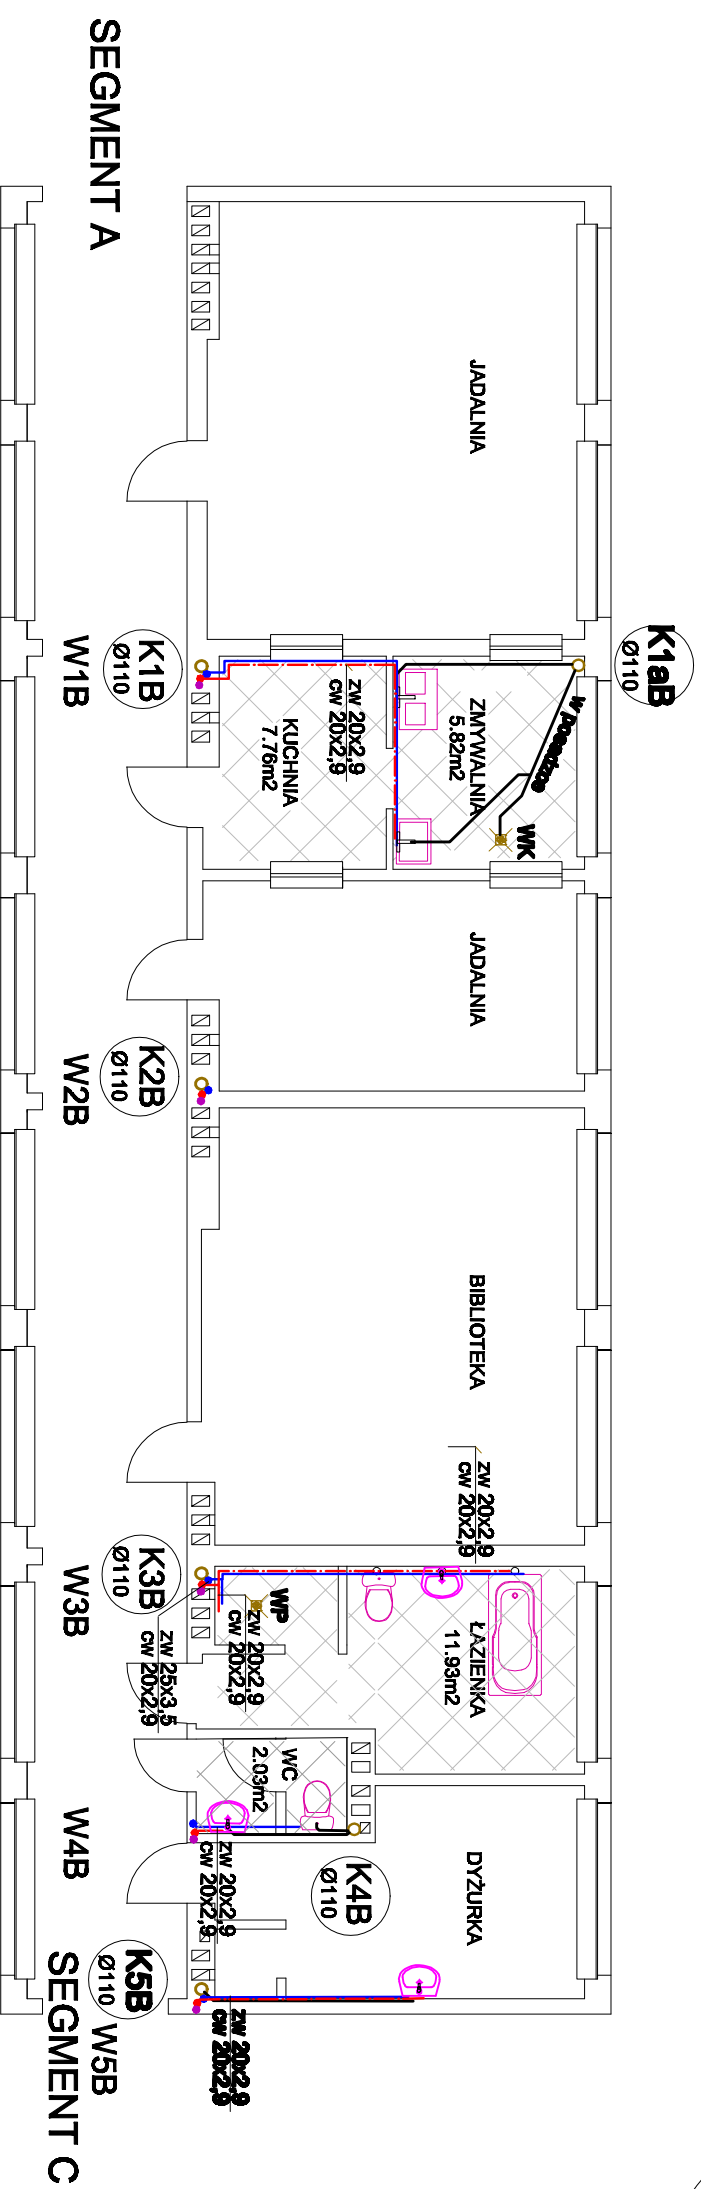 SEGMENT A
JADALNIA
K1aB
Ø110
K1B
Ø110
W1B
w posadzce
WK
ZMYWALNIA
5.82m2
zw 20x2,9
cw 20x2,9
KUCHNIA
7.76m2
JADALNIA
K2B
Ø110
W2B
BIBLIOTEKA
zw 20x2,9
cw 20x2,9
K3B
Ø110
W3B
WP
zw 20x2,9
cw 20x2,9
zw 25x3,5
cw 20x2,9
ŁAZIENKA
11.93m2
WC
2.03m2
W4B
zw 20x2,9
cw 20x2,9
K4B
Ø110
DYŻURKA
K5B
Ø110
W5B
zw 20x2,9
cw 20x2,9
SEGMENT C